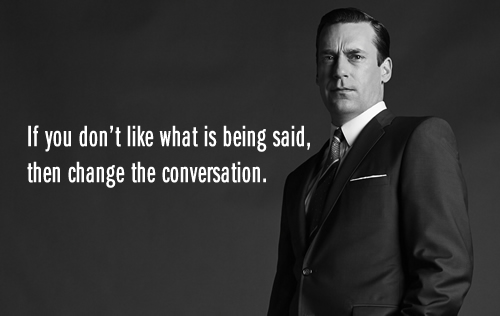 If you don't like what is being said,
then change the conversation.